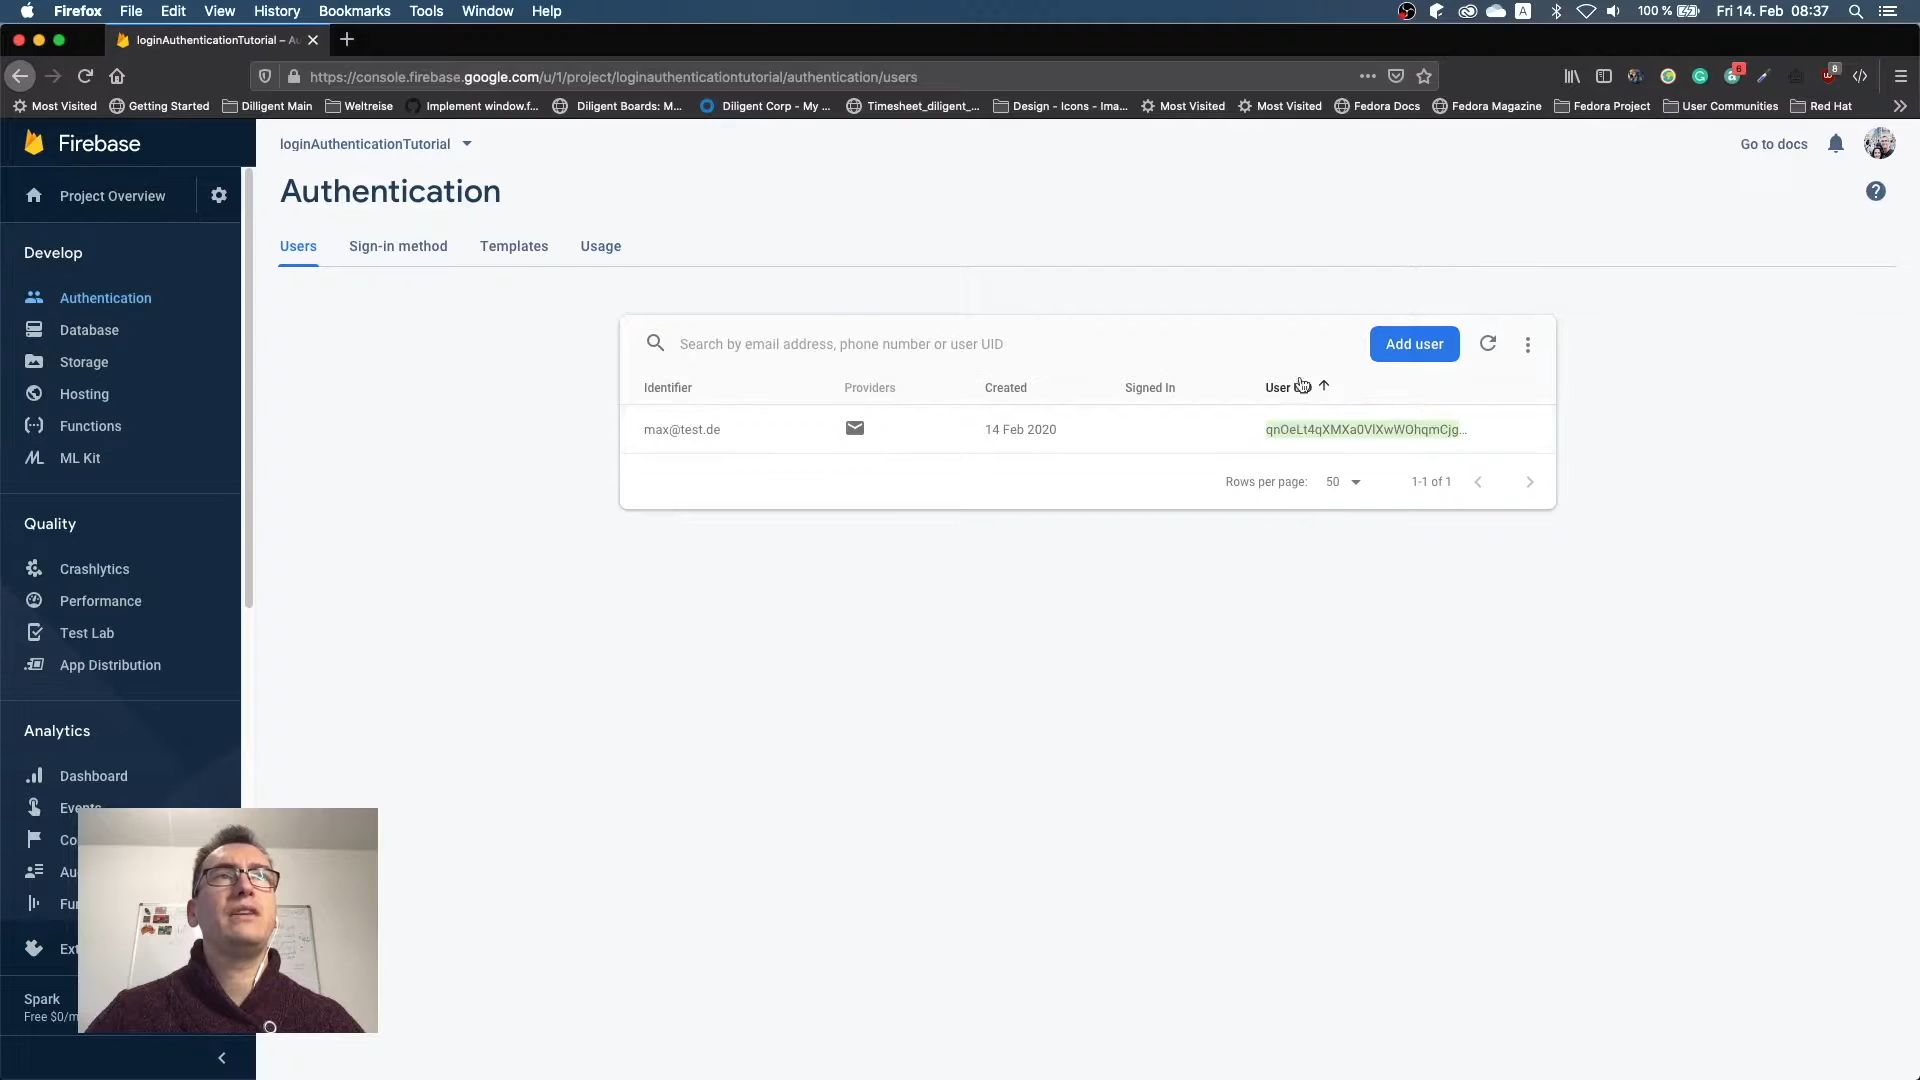 Firefox File Edit View History Bookmarks Tools Window Help
A 100 % Fri 14. Feb 08:37
loginAuthenticationTutorial – Au
https://console.firebase.google.com/u/1/project/loginauthenticationtutorial/authentication/users
6 8
Most Visited Getting Started Dilligent Main Weltreise Implement window.f... Diligent Boards: M... Diligent Corp - My ... Timesheet_diligent_... Design - Icons - Ima... Most Visited Most Visited Fedora Docs Fedora Magazine Fedora Project User Communities Red Hat
Firebase
loginAuthenticationTutorial
Go to docs
Project Overview
Authentication
Users Sign-in method Templates Usage
Develop
Authentication
Database
Storage
Hosting
Functions
ML Kit
Quality
Crashlytics
Performance
Test Lab
App Distribution
Analytics
Dashboard
Events
Co
Au
Fu
Ext
Spark
Free $0/m
Search by email address, phone number or user UID
Add user
Identifier Providers Created Signed In User
max@test.de 14 Feb 2020 qnOeLt4qXMXa0VlXwWOhqmCjg...
Rows per page: 50 1-1 of 1